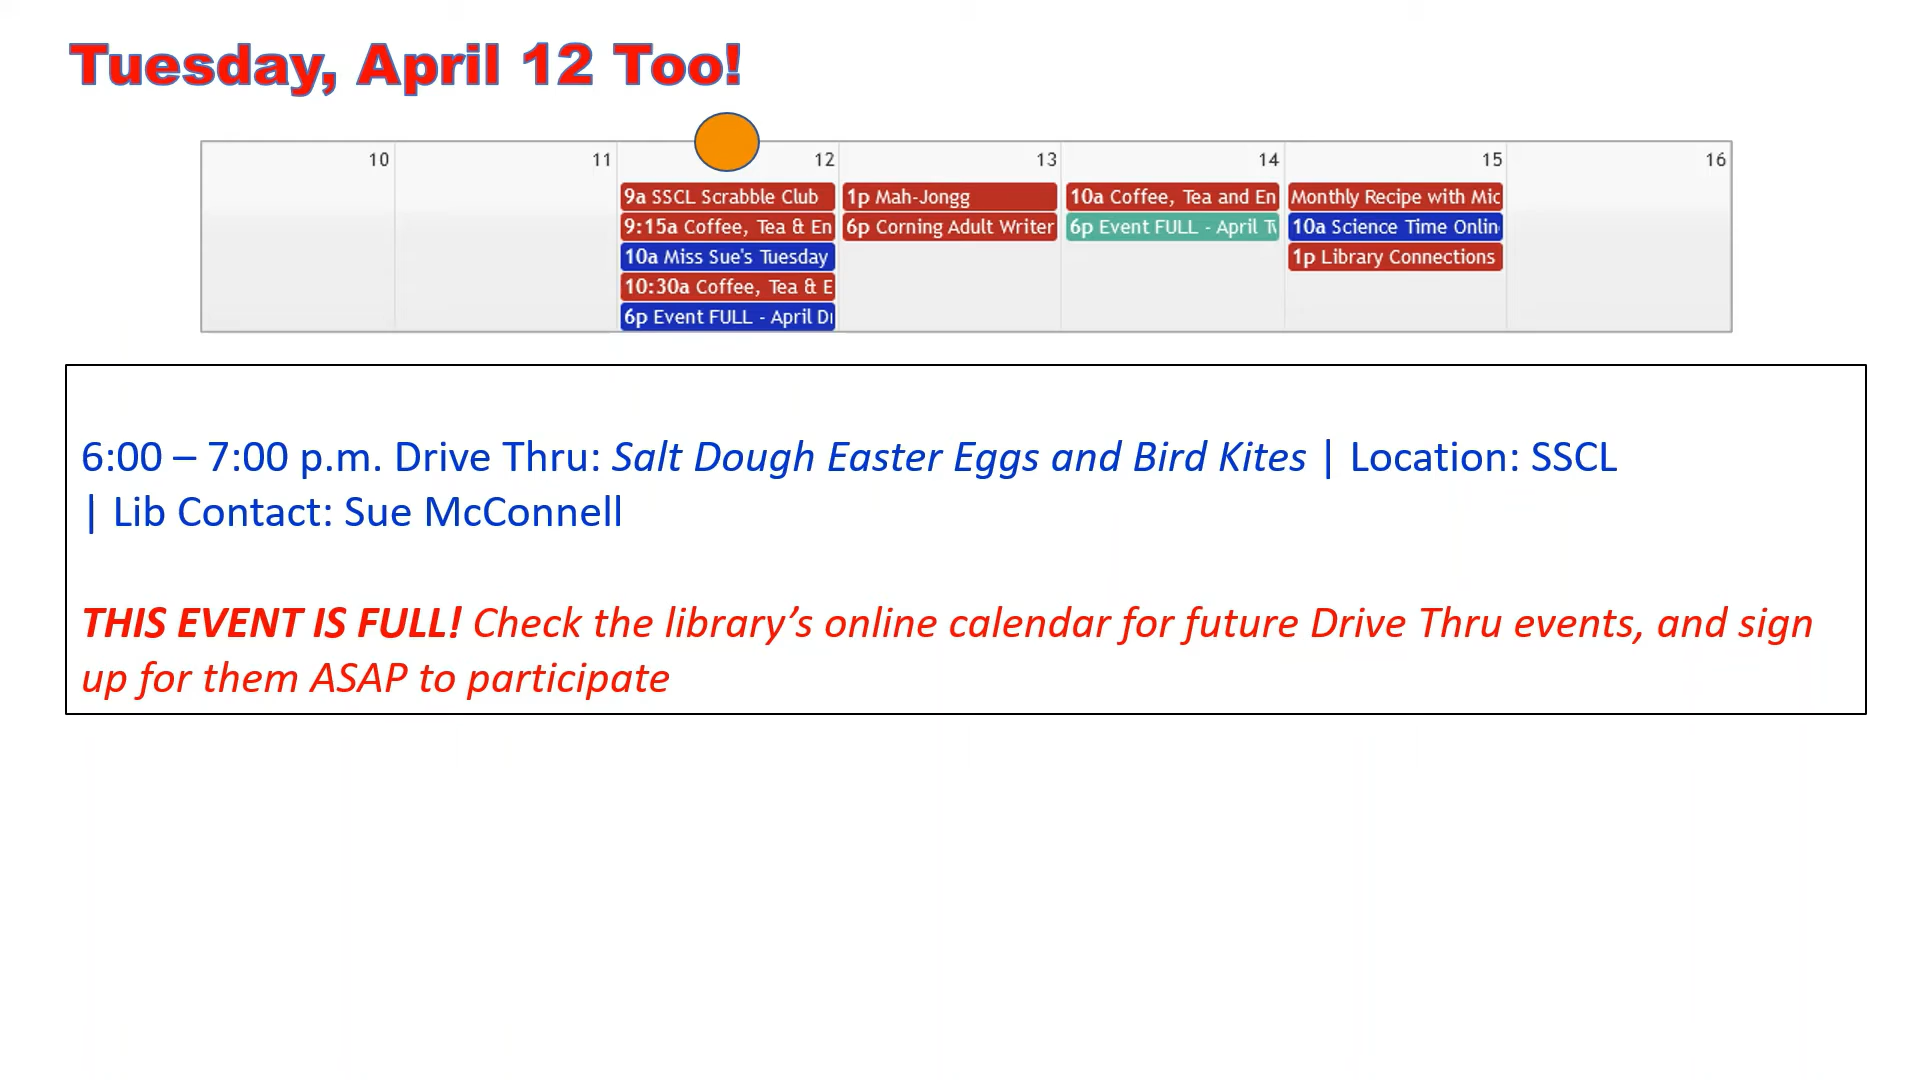 Tuesday, April 12 Too!
10 11 12 13 14 15 16
9a SSCL Scrabble Club
9:15a Coffee, Tea & En
10a Miss Sue's Tuesday
10:30a Coffee, Tea & E
6p Event FULL - April
1p Mah-Jongg
6p Corning Adult Writer
10a Coffee, Tea and En
6p Event FULL - April
Monthly Recipe with Mic
10a Science Time Onlin
1p Library Connections
6:00 – 7:00 p.m. Drive Thru: Salt Dough Easter Eggs and Bird Kites | Location: SSCL
| Lib Contact: Sue McConnell
THIS EVENT IS FULL! Check the library’s online calendar for future Drive Thru events, and sign
up for them ASAP to participate